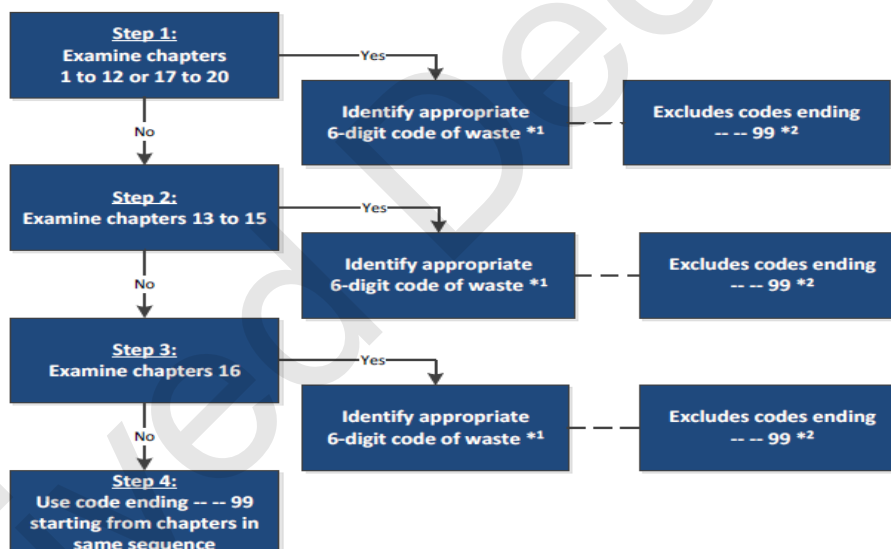 Step 1:
Examine chapters
1 to 12 or 17 to 20
Yes
Identify appropriate
6-digit code of waste *1
Excludes codes ending
-- -- 99 *2
No
Step 2:
Examine chapters 13 to 15
Yes
Identify appropriate
6-digit code of waste *1
Excludes codes ending
-- -- 99 *2
No
Step 3:
Examine chapters 16
Yes
Identify appropriate
6-digit code of waste *1
Excludes codes ending
-- -- 99 *2
No
Step 4:
Use code ending -- -- 99
starting from chapters in
same sequence